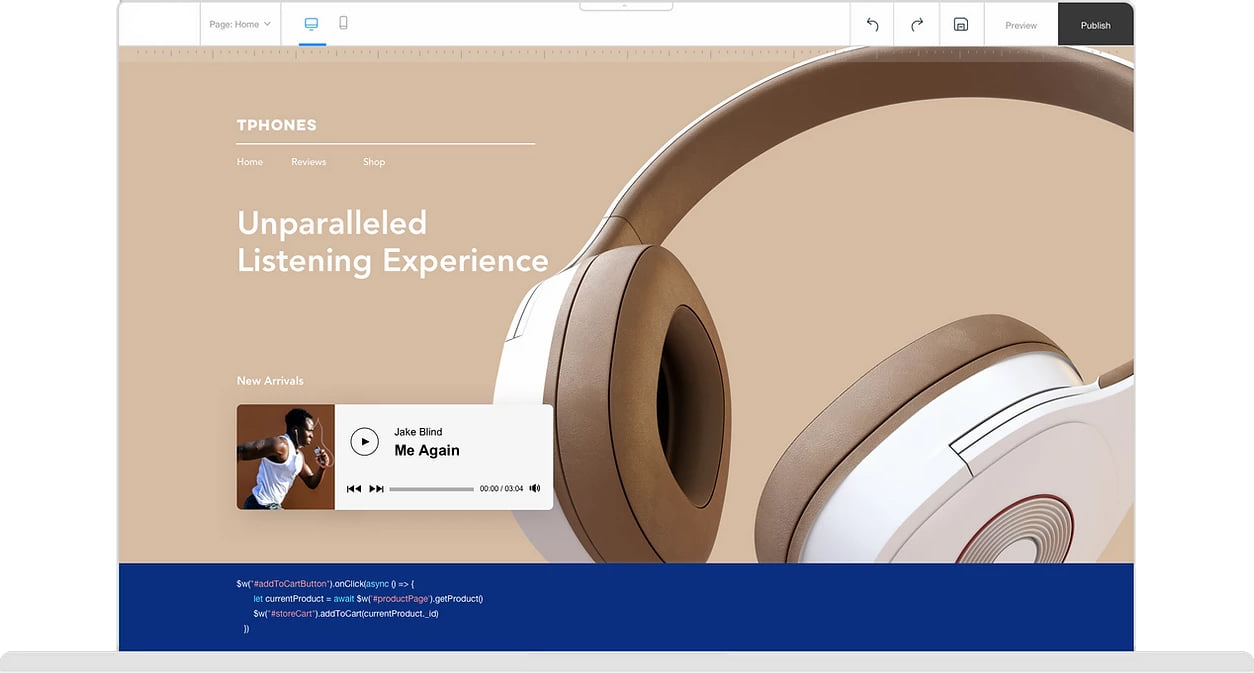 Page: Home
Preview
Publish
TPHONES
Home Reviews Shop
Unparalleled
Listening Experience
New Arrivals
Jake Blind
Me Again
00:00 / 03:04
$w("#addToCartButton").onClick(async () => {
let currentProduct = await $w('#productPage').getProduct()
$w("#storeCart").addToCart(currentProduct._id)
})